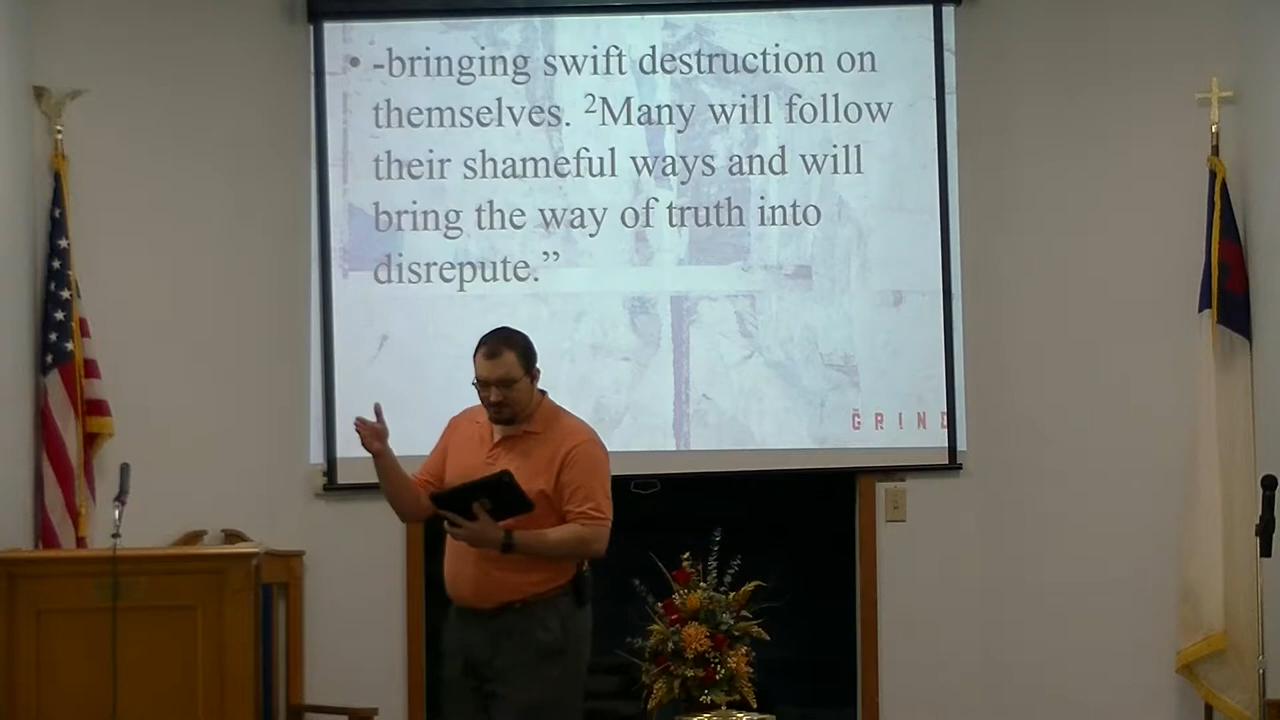 • -bringing swift destruction on
themselves. ²Many will follow
their shameful ways and will
bring the way of truth into
disrepute.”
GRIND